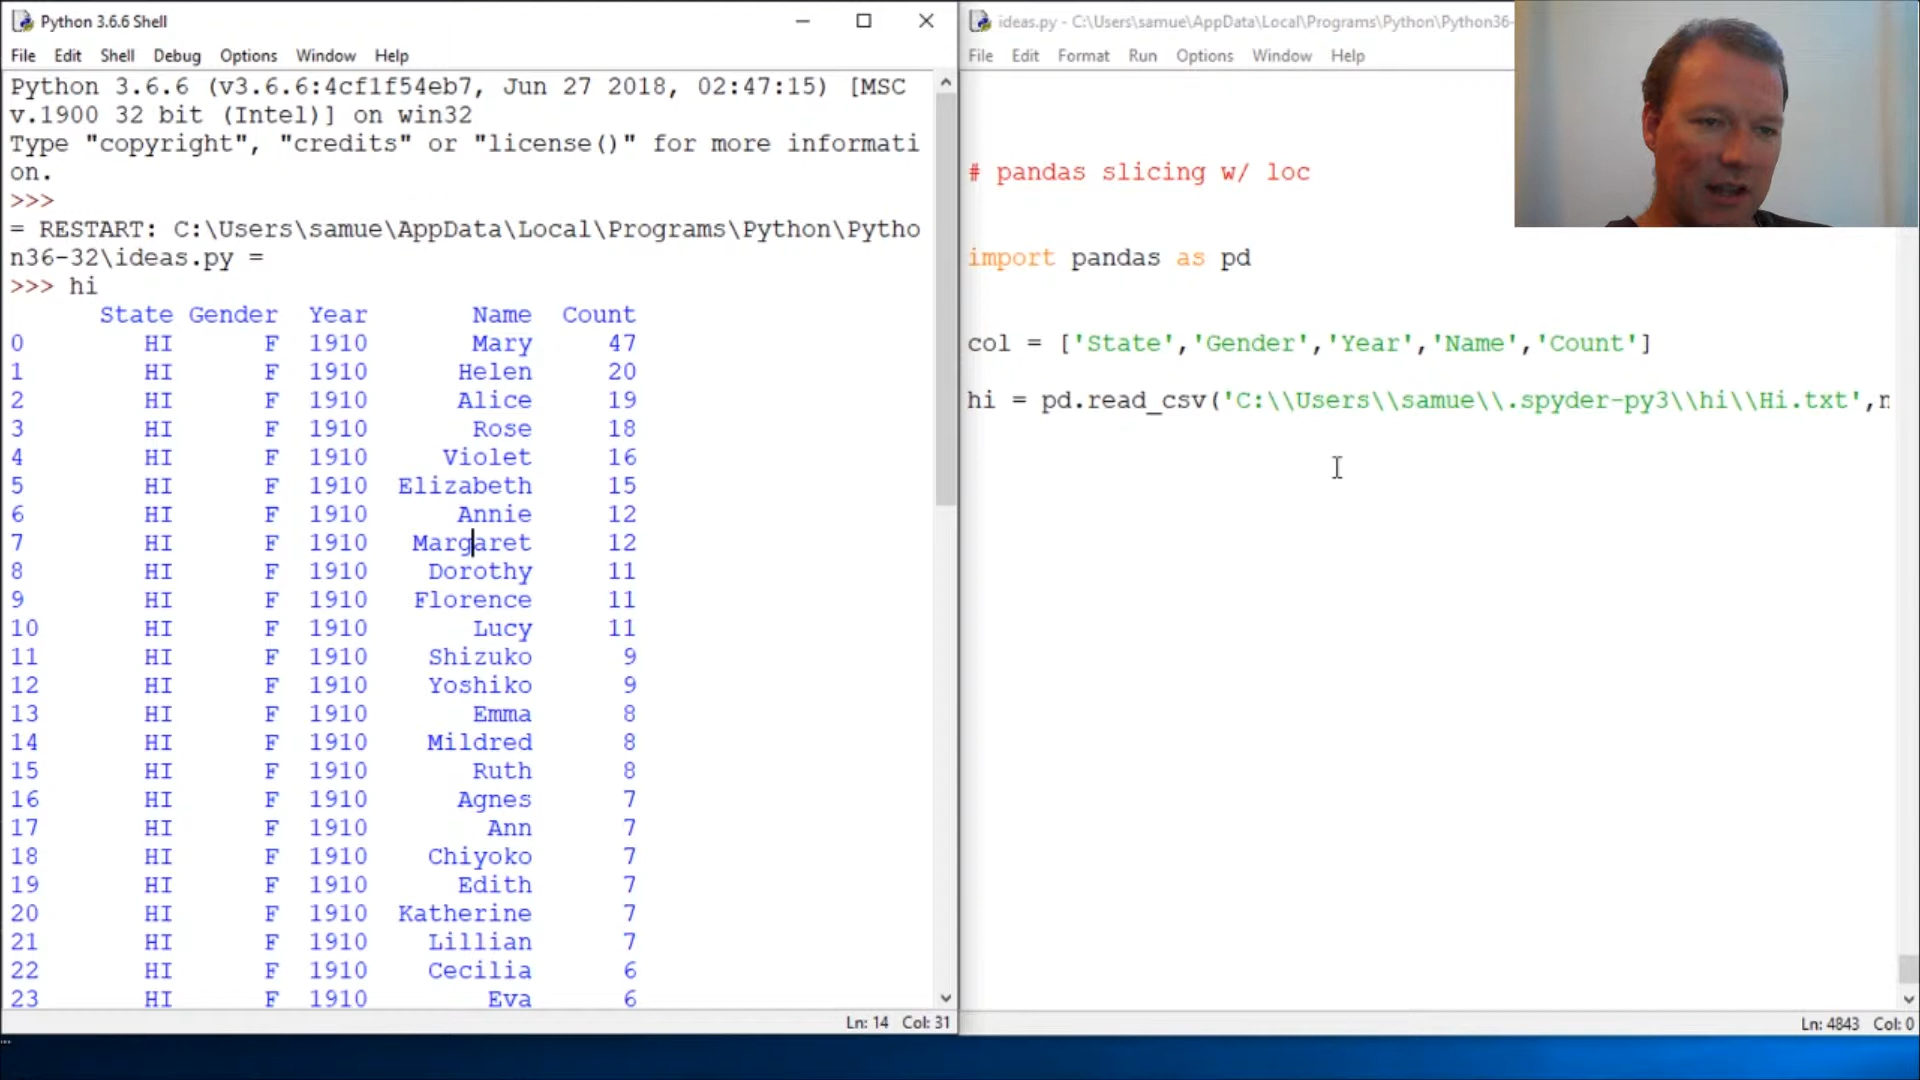 Python 3.6.6 Shell
File Edit Shell Debug Options Window Help
Python 3.6.6 (v3.6.6:4cf1f54eb7, Jun 27 2018, 02:47:15) [MSC
v.1900 32 bit (Intel)] on win32
Type "copyright", "credits" or "license()" for more informati
on.
>>>
= RESTART: C:\Users\samue\AppData\Local\Programs\Python\Pytho
n36-32\ideas.py =
>>> hi
State Gender Year Name Count
0 HI F 1910 Mary 47
1 HI F 1910 Helen 20
2 HI F 1910 Alice 19
3 HI F 1910 Rose 18
4 HI F 1910 Violet 16
5 HI F 1910 Elizabeth 15
6 HI F 1910 Annie 12
7 HI F 1910 Margaret 12
8 HI F 1910 Dorothy 11
9 HI F 1910 Florence 11
10 HI F 1910 Lucy 11
11 HI F 1910 Shizuko 9
12 HI F 1910 Yoshiko 9
13 HI F 1910 Emma 8
14 HI F 1910 Mildred 8
15 HI F 1910 Ruth 8
16 HI F 1910 Agnes 7
17 HI F 1910 Ann 7
18 HI F 1910 Chiyoko 7
19 HI F 1910 Edith 7
20 HI F 1910 Katherine 7
21 HI F 1910 Lillian 7
22 HI F 1910 Cecilia 6
23 HI F 1910 Eva 6
Ln: 14 Col: 31
ideas.py - C:\Users\samue\AppData\Local\Programs\Python\Python36-
File Edit Format Run Options Window Help
# pandas slicing w/ loc
import pandas as pd
col = ['State','Gender','Year','Name','Count']
hi = pd.read_csv('C:\\Users\\samue\\.spyder-py3\\hi\\Hi.txt',n
Ln: 4843 Col: 0